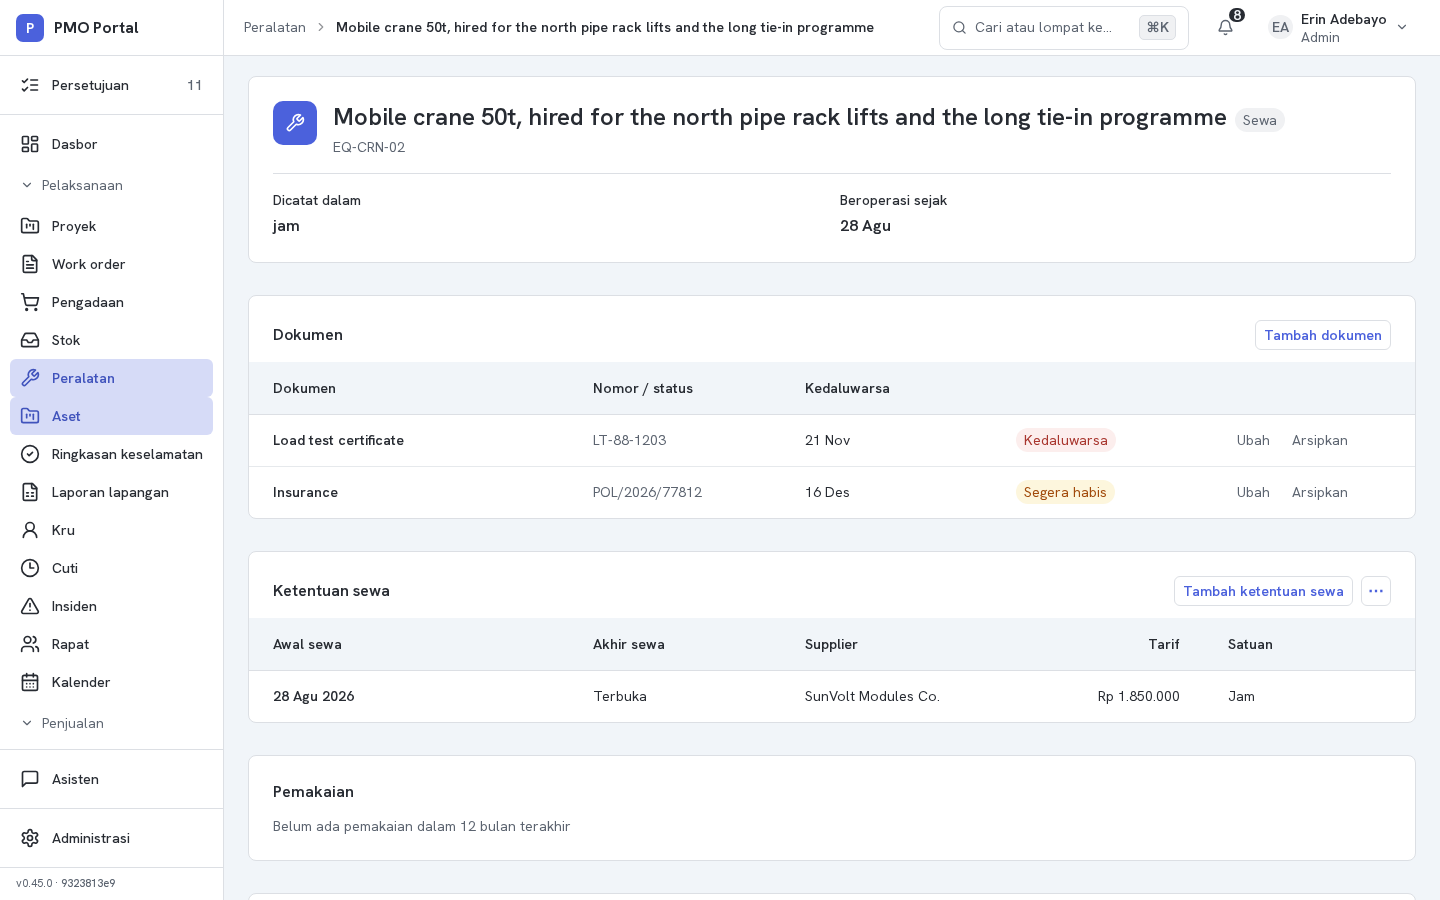 P PMO Portal
Peralatan
Mobile crane 50t, hired for the north pipe rack lifts and the long tie-in programme
Cari atau lompat ke...
⌘K
8
EA
Erin Adebayo
Admin
Persetujuan 11
Dasbor
Pelaksanaan
Proyek
Work order
Pengadaan
Stok
Peralatan
Aset
Ringkasan keselamatan
Laporan lapangan
Kru
Cuti
Insiden
Rapat
Kalender
Penjualan
Asisten
Administrasi
v0.45.0 · 9323813e9
Mobile crane 50t, hired for the north pipe rack lifts and the long tie-in programme Sewa
EQ-CRN-02
Dicatat dalam Beroperasi sejak
jam 28 Agu
Dokumen Tambah dokumen
Dokumen Nomor / status Kedaluwarsa
Load test certificate LT-88-1203 21 Nov Kedaluwarsa Ubah Arsipkan
Insurance POL/2026/77812 16 Des Segera habis Ubah Arsipkan
Ketentuan sewa Tambah ketentuan sewa
Awal sewa Akhir sewa Supplier Tarif Satuan
28 Agu 2026 Terbuka SunVolt Modules Co. Rp 1.850.000 Jam
Pemakaian
Belum ada pemakaian dalam 12 bulan terakhir